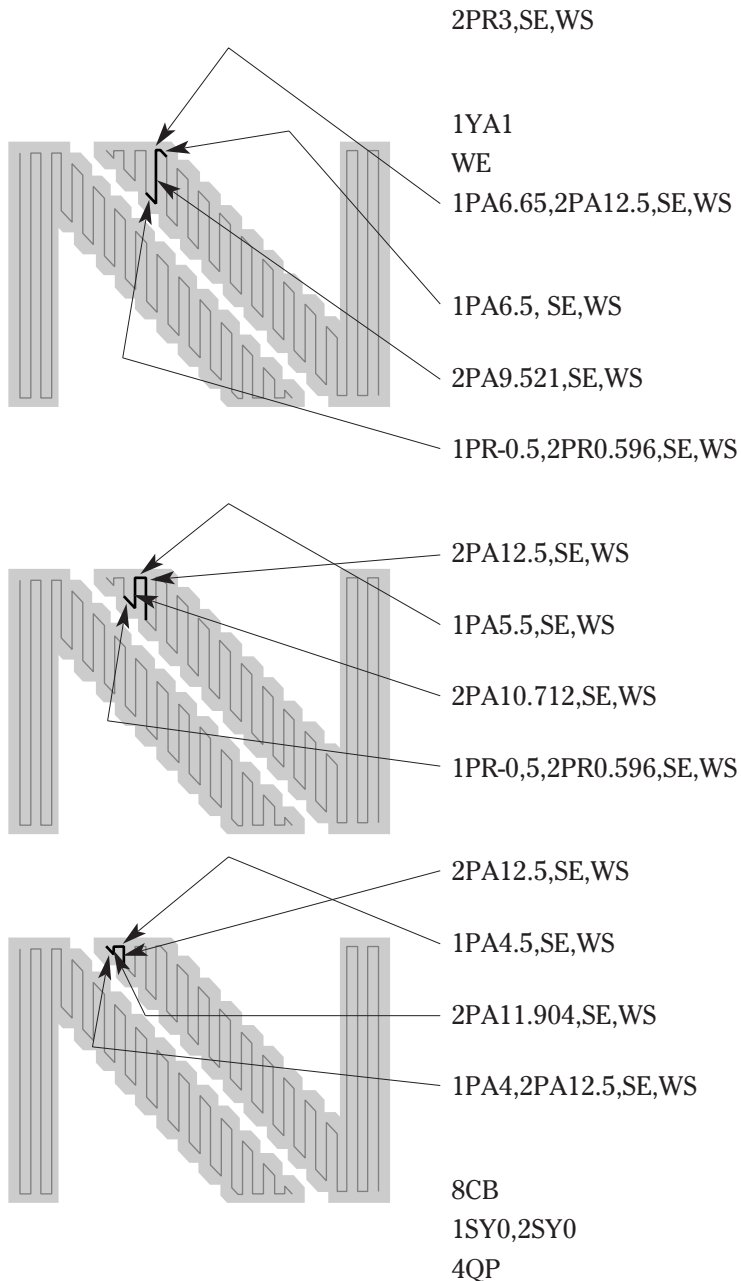 2PR3,SE,WS
1YA1
WE
1PA6.65,2PA12.5,SE,WS
1PA6.5, SE,WS
2PA9.521,SE,WS
1PR-0.5,2PR0.596,SE,WS
2PA12.5,SE,WS
1PA5.5,SE,WS
2PA10.712,SE,WS
1PR-0,5,2PR0.596,SE,WS
2PA12.5,SE,WS
1PA4.5,SE,WS
2PA11.904,SE,WS
1PA4,2PA12.5,SE,WS
8CB
1SY0,2SY0
4QP